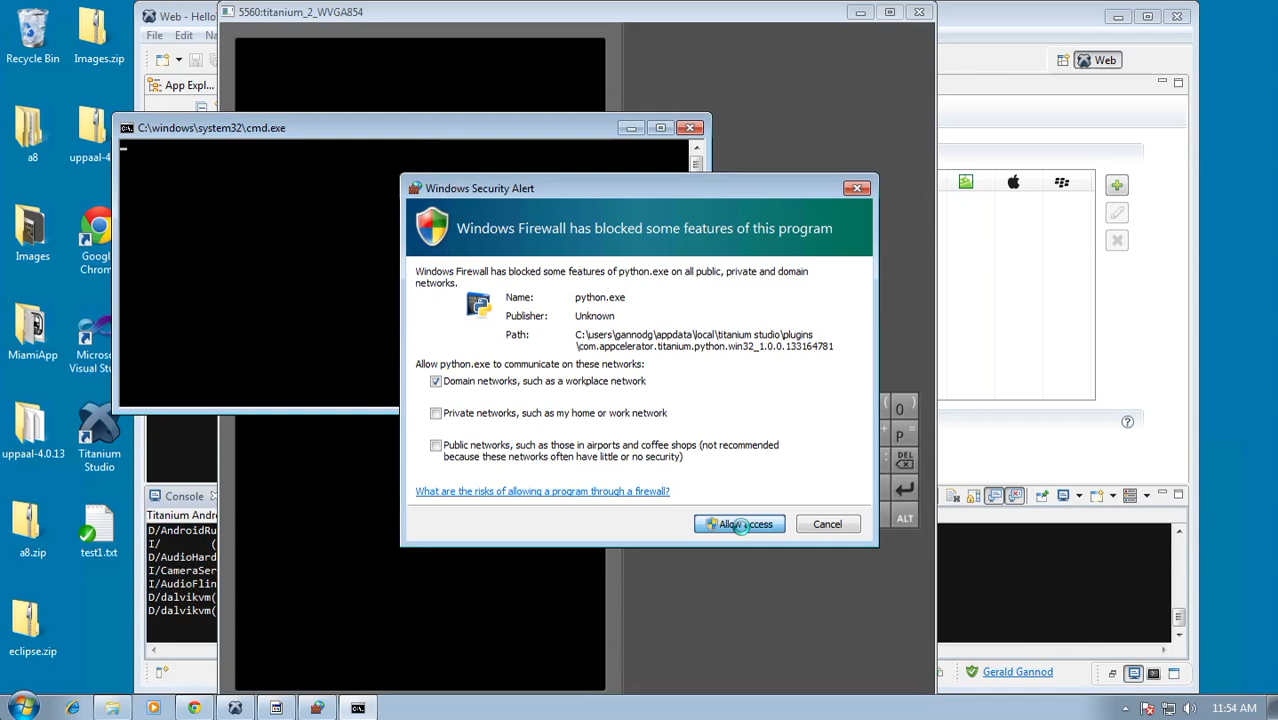 Recycle Bin
Images.zip
a8
uppaal-4
Images
Google
Chrom
MiamiApp
Micros
Visual Stu
uppaal-4.0.13
Titanium
Studio
a8.zip
test1.txt
eclipse.zip
Web - Hello
File Edit Na
App Expl...
5560:titanium_2_WVGA854
Web
C:\windows\system32\cmd.exe
Windows Security Alert
Windows Firewall has blocked some features of this program
Windows Firewall has blocked some features of python.exe on all public, private and domain
networks.
Name: python.exe
Publisher: Unknown
Path: C:\users\gannodg\appdata\local\titanium studio\plugins
\com.appcelerator.titanium.python.win32_1.0.0.133164781
Allow python.exe to communicate on these networks:
Domain networks, such as a workplace network
Private networks, such as my home or work network
Public networks, such as those in airports and coffee shops (not recommended
because these networks often have little or no security)
What are the risks of allowing a program through a firewall?
Allow access Cancel
( 0
P
DEL
ALT
Console
Titanium Andr
D/AndroidRu
I/ (
D/AudioHard
I/CameraSer
I/AudioFlin
D/dalvikvm(
D/dalvikvm(
Gerald Gannod
11:54 AM